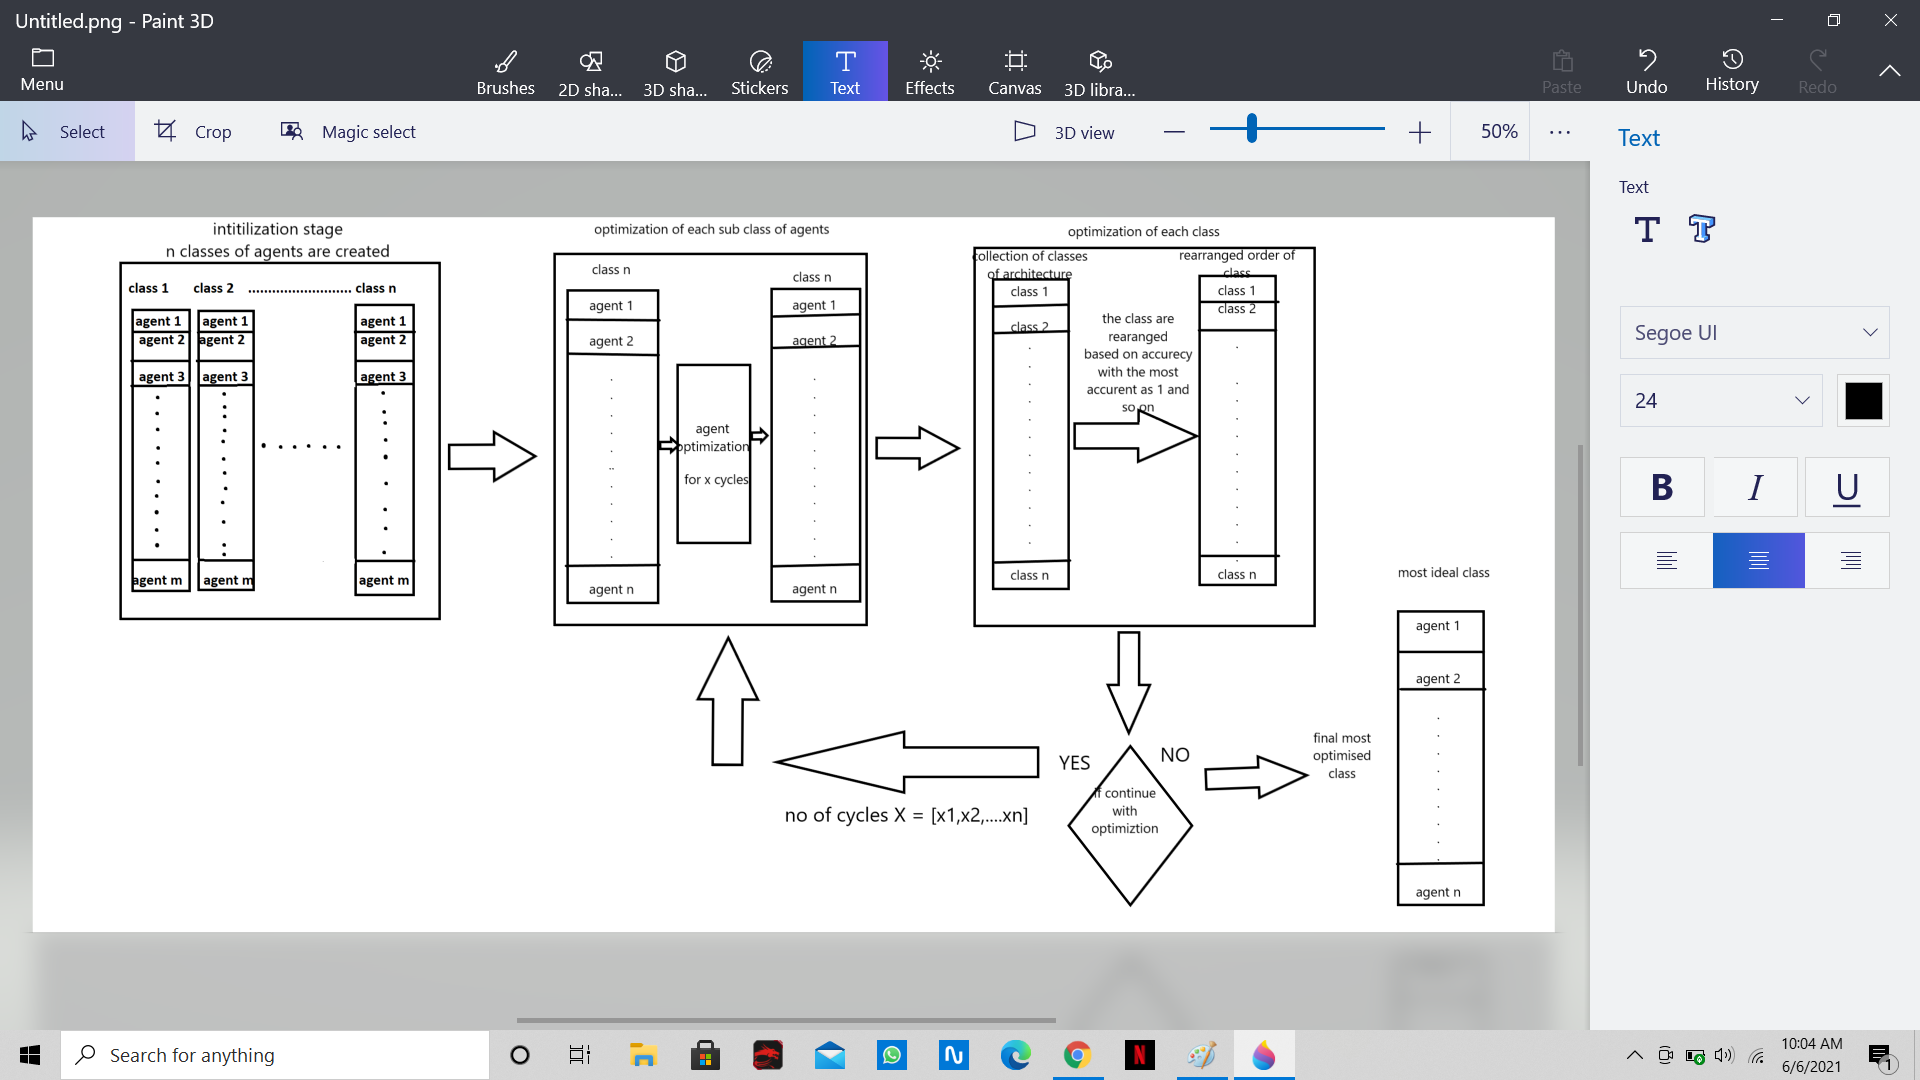 Untitled.png - Paint 3D
Menu
Brushes
2D sha...
3D sha...
Stickers
Text
Effects
Canvas
3D libra...
Paste
Undo
History
Redo
Select
Crop
Magic select
3D view
50%
Text
Text
Segoe UI
24
B
I
U
intitilization stage
n classes of agents are created
class 1
class 2
.......................... class n
agent 1
agent 2
agent 3
agent m
agent 1
agent 2
agent 3
agent m
agent 1
agent 2
agent 3
agent m
optimization of each sub class of agents
class n
agent 1
agent 2
agent n
agent
optimization
for x cycles
class n
agent 1
agent 2
agent n
optimization of each class
collection of classes
of architecture
class 1
class 2
class n
the class are
rearanged
based on accurecy
with the most
accurent as 1 and
so on
rearranged order of
class
class 1
class 2
class n
YES
NO
if continue
with
optimiztion
no of cycles X = [x1,x2,....xn]
final most
optimised
class
most ideal class
agent 1
agent 2
agent n
Search for anything
10:04 AM
6/6/2021
1